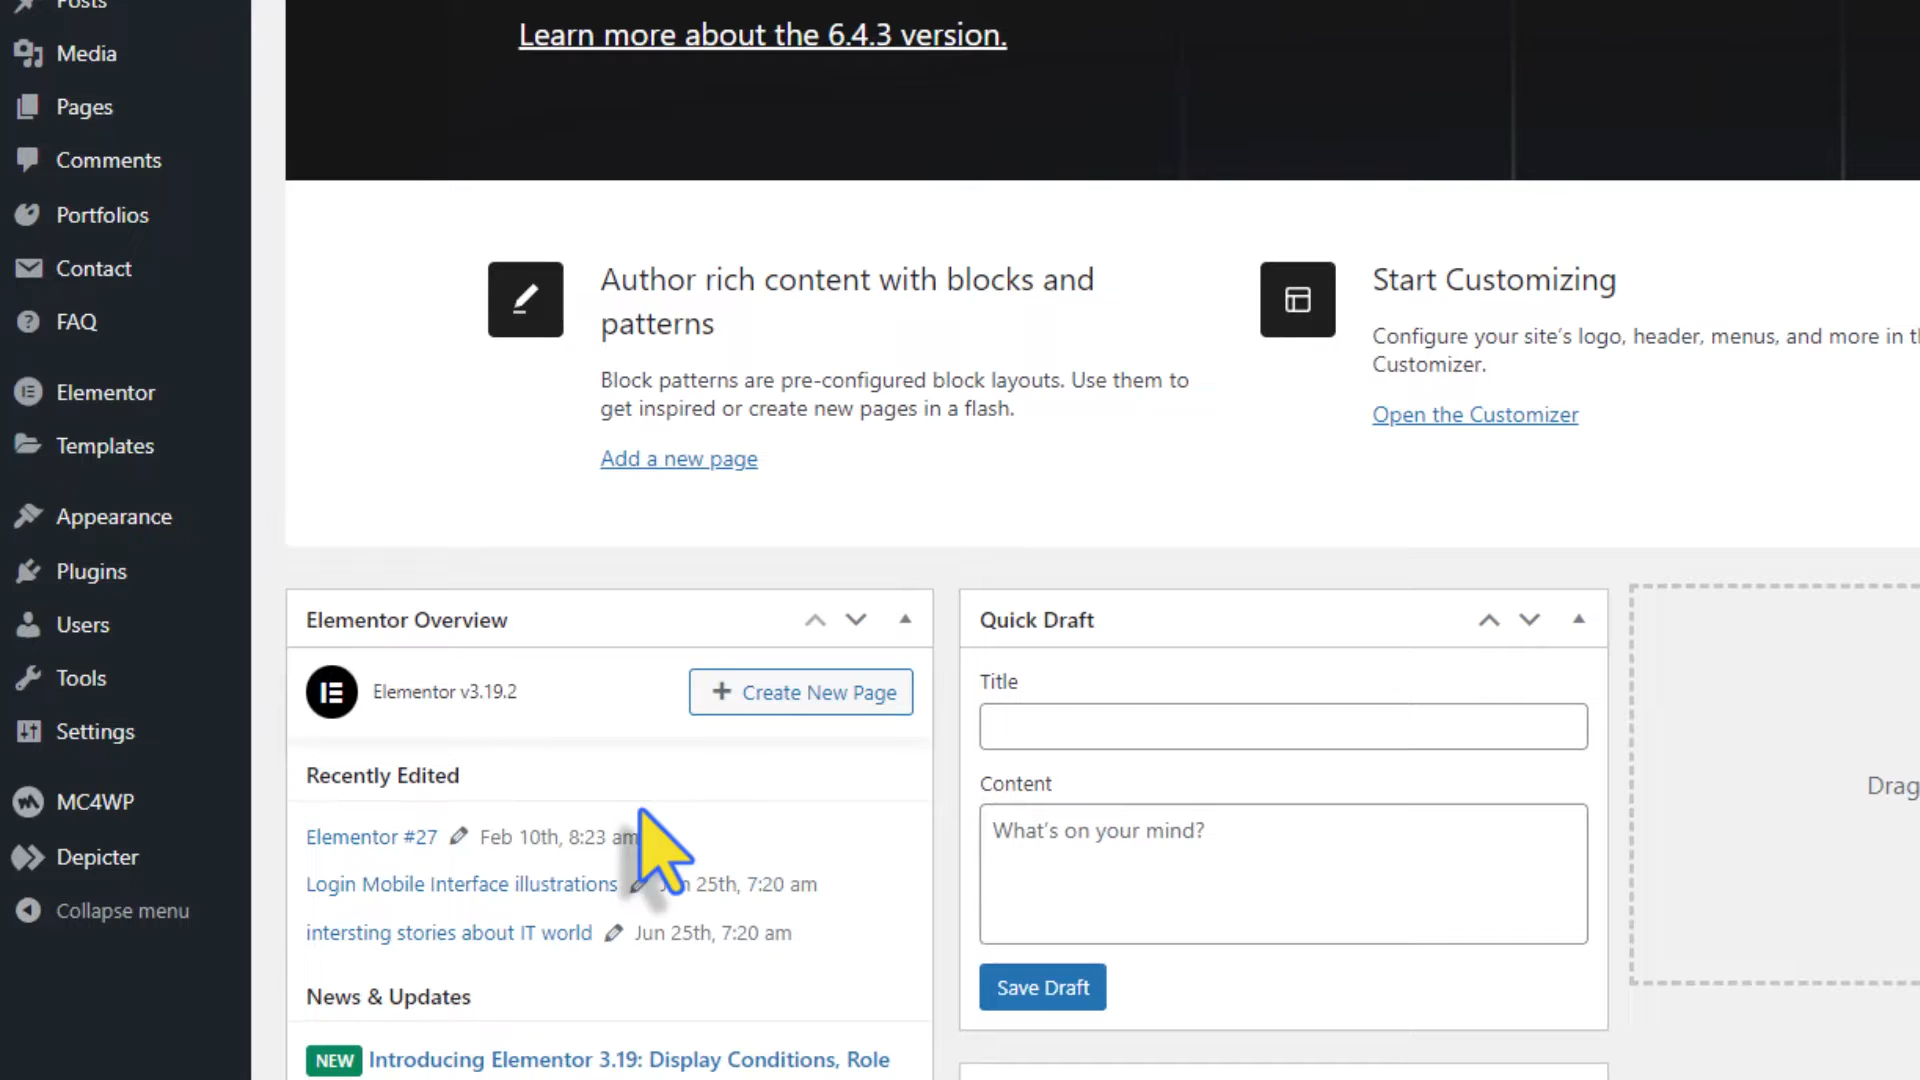 Posts
Media
Pages
Comments
Portfolios
Contact
FAQ
Elementor
Templates
Appearance
Plugins
Users
Tools
Settings
MC4WP
Depicter
Collapse menu
Learn more about the 6.4.3 version.
Author rich content with blocks and
patterns
Block patterns are pre-configured block layouts. Use them to
get inspired or create new pages in a flash.
Add a new page
Start Customizing
Configure your site’s logo, header, menus, and more in
Customizer.
Open the Customizer
Elementor Overview
Elementor v3.19.2
+ Create New Page
Recently Edited
Elementor #27 Feb 10th, 8:23 am
Login Mobile Interface illustrations 25th, 7:20 am
intersting stories about IT world Jun 25th, 7:20 am
News & Updates
NEW Introducing Elementor 3.19: Display Conditions, Role
Quick Draft
Title
Content
What’s on your mind?
Save Draft
Drag